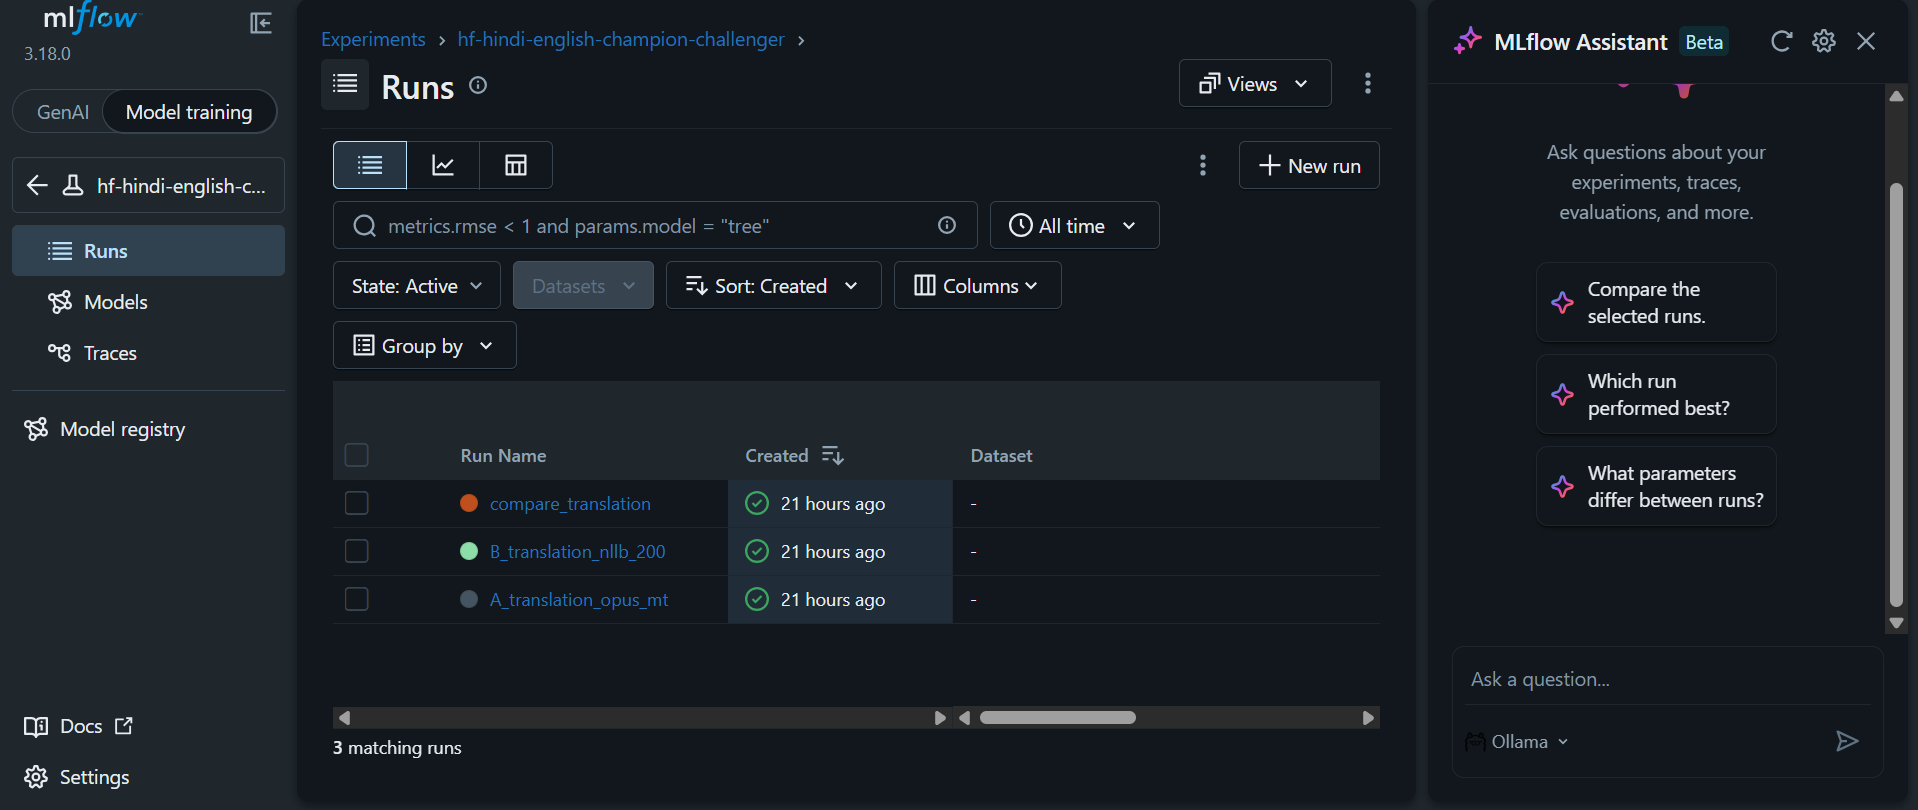 mlflow
3.18.0
GenAI
Model training
hf-hindi-english-c...
Runs
Models
Traces
Model registry
Docs
Settings
Experiments > hf-hindi-english-champion-challenger >
Runs
Views
New run
metrics.rmse < 1 and params.model = "tree"
All time
State: Active
Datasets
Sort: Created
Columns
Group by
Run Name Created Dataset
compare_translation 21 hours ago -
B_translation_nllb_200 21 hours ago -
A_translation_opus_mt 21 hours ago -
3 matching runs
MLflow Assistant Beta
Ask questions about your
experiments, traces,
evaluations, and more.
Compare the
selected runs.
Which run
performed best?
What parameters
differ between runs?
Ask a question...
Ollama